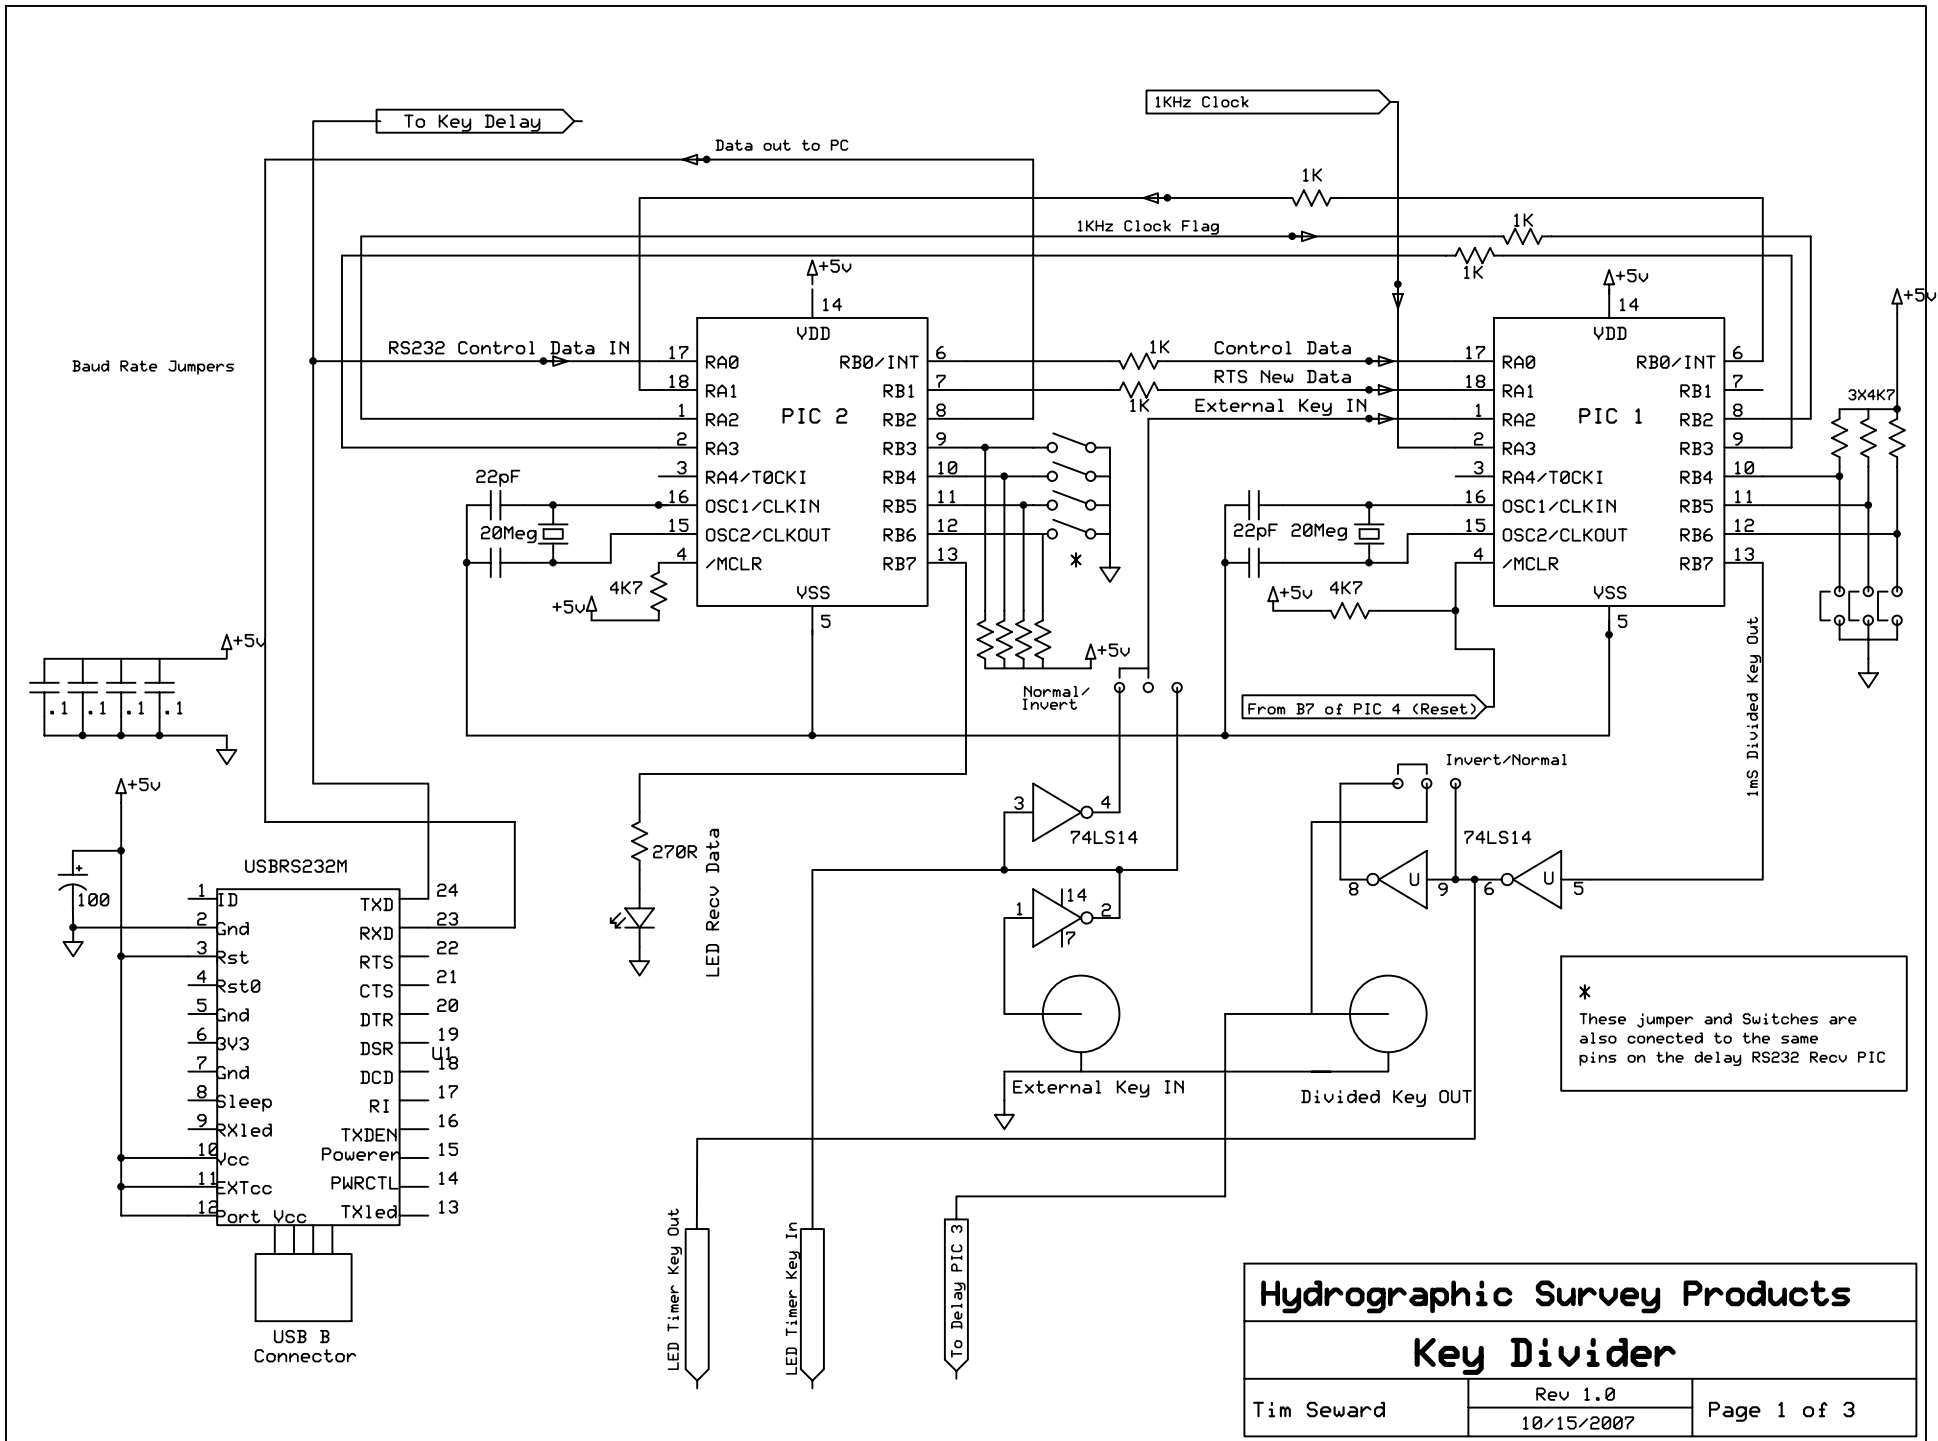 To Key Delay
1KHz Clock
Data out to PC
1K
1KHz Clock Flag
1K
1K
+5v
14
VDD
PIC 2
RS232 Control Data IN
17 RA0
18 RA1
1 RA2
2 RA3
3 RA4/T0CKI
16 OSC1/CLKIN
15 OSC2/CLKOUT
4 /MCLR
RB0/INT 6
RB1 7
RB2 8
RB3 9
RB4 10
RB5 11
RB6 12
RB7 13
VSS
5
22pF
20Meg
4K7
+5v
*
+5v
1K
1K
Control Data
RTS New Data
External Key IN
+5v
14
VDD
PIC 1
17 RA0
18 RA1
1 RA2
2 RA3
3 RA4/T0CKI
16 OSC1/CLKIN
15 OSC2/CLKOUT
4 /MCLR
RB0/INT 6
RB1 7
RB2 8
RB3 9
RB4 10
RB5 11
RB6 12
RB7 13
VSS
5
22pF 20Meg
+5v
4K7
From B7 of PIC 4 (Reset)
+5v
3X4K7
1mS Divided Key Out
Baud Rate Jumpers
+5v
.1 .1 .1 .1
+5v
+
100
Normal/
Invert
270R
LED Recv Data
3 4
74LS14
1 14 2
7
Invert/Normal
74LS14
8 U 9 6 U 5
External Key IN
Divided Key OUT
USBRS232M
U1
1 ID
2 Gnd
3 Rst
4 Rst0
5 Gnd
6 3V3
7 Gnd
8 Sleep
9 RXled
10 Vcc
11 EXTcc
12 Port Vcc
TXD 24
RXD 23
RTS 22
CTS 21
DTR 20
DSR 19
DCD 18
RI 17
TXDEN 16
Powerer 15
PWRCTL 14
TXled 13
USB B
Connector
LED Timer Key Out
LED Timer Key In
To Delay PIC 3
*
These jumper and Switches are
also conected to the same
pins on the delay RS232 Recv PIC
Hydrographic Survey Products
Key Divider
Tim Seward
Rev 1.0
10/15/2007
Page 1 of 3